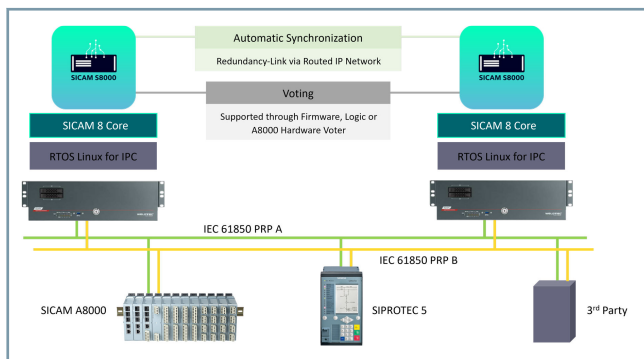 Automatic Synchronization
Redundancy-Link via Routed IP Network
SICAM S8000
SICAM S8000
Voting
Supported through Firmware, Logic or
A8000 Hardware Voter
SICAM 8 Core
SICAM 8 Core
RTOS Linux for IPC
RTOS Linux for IPC
IEC 61850 PRP A
IEC 61850 PRP B
SICAM A8000
SIPROTEC 5
3rd Party